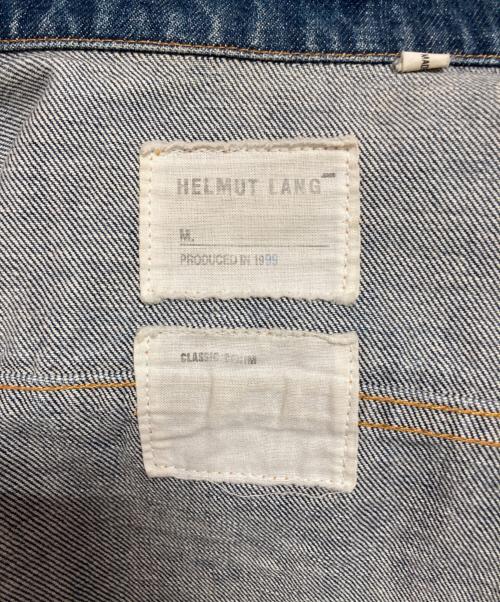 HELMUT LANG
M.
PRODUCED IN 1999
CLASSIC DENIM